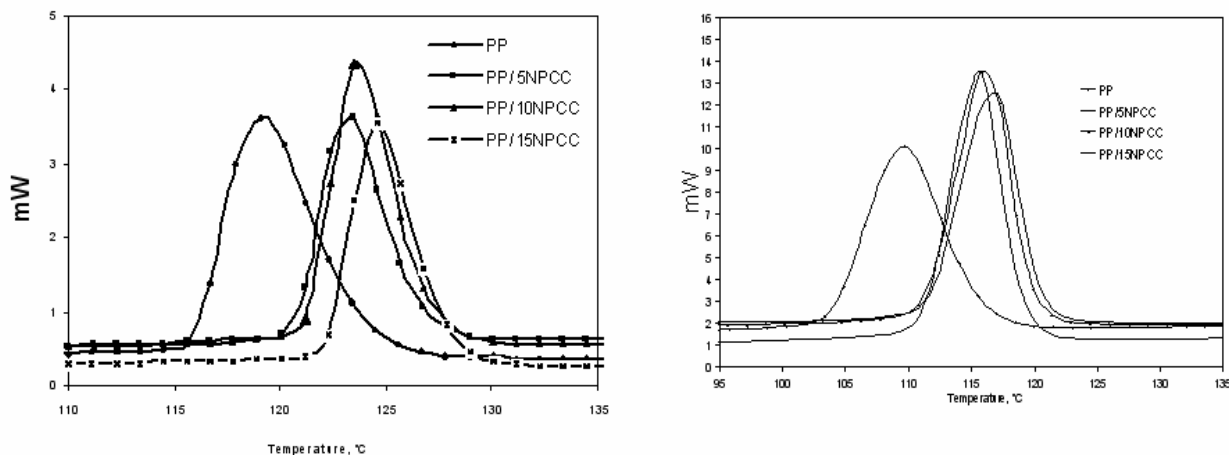 5
4
3
2
1
0
mW
PP
PP/5NPCC
PP/10NPCC
PP/15NPCC
110 115 120 125 130 135
Temperature, °C
16
15
14
13
12
11
10
9
8
7
6
5
4
3
2
1
0
mW
PP
PP/5NPCC
PP/10NPCC
PP/15NPCC
95 100 105 110 115 120 125 130 135
Temperature, °C